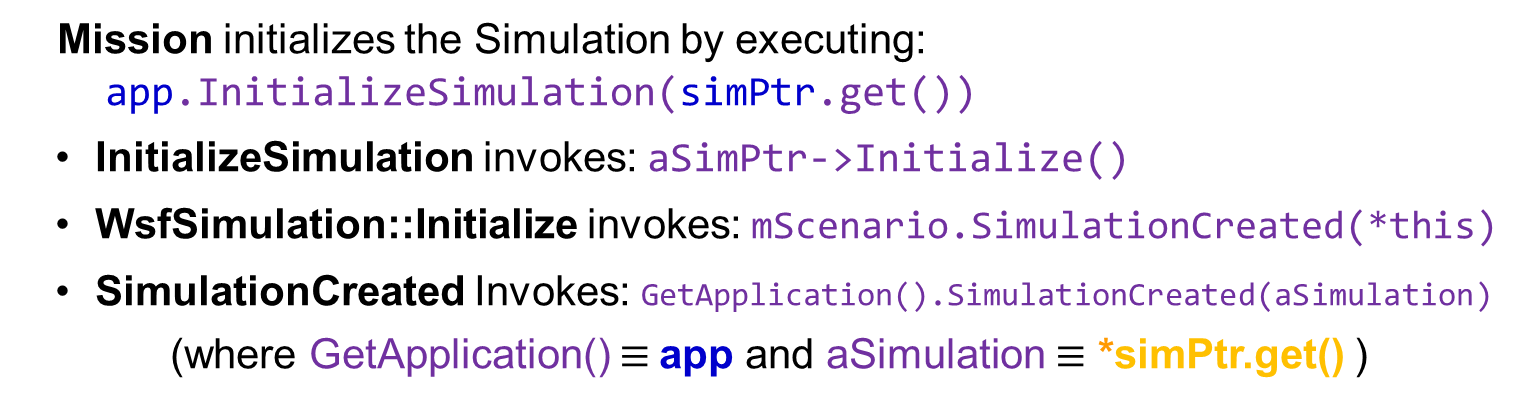 Mission initializes the Simulation by executing:
app.InitializeSimulation(simPtr.get())
• InitializeSimulation invokes: aSimPtr->Initialize()
• WsfSimulation::Initialize invokes: mScenario.SimulationCreated(*this)
• SimulationCreated Invokes: GetApplication().SimulationCreated(aSimulation)
(where GetApplication() ≡ app and aSimulation ≡ *simPtr.get() )